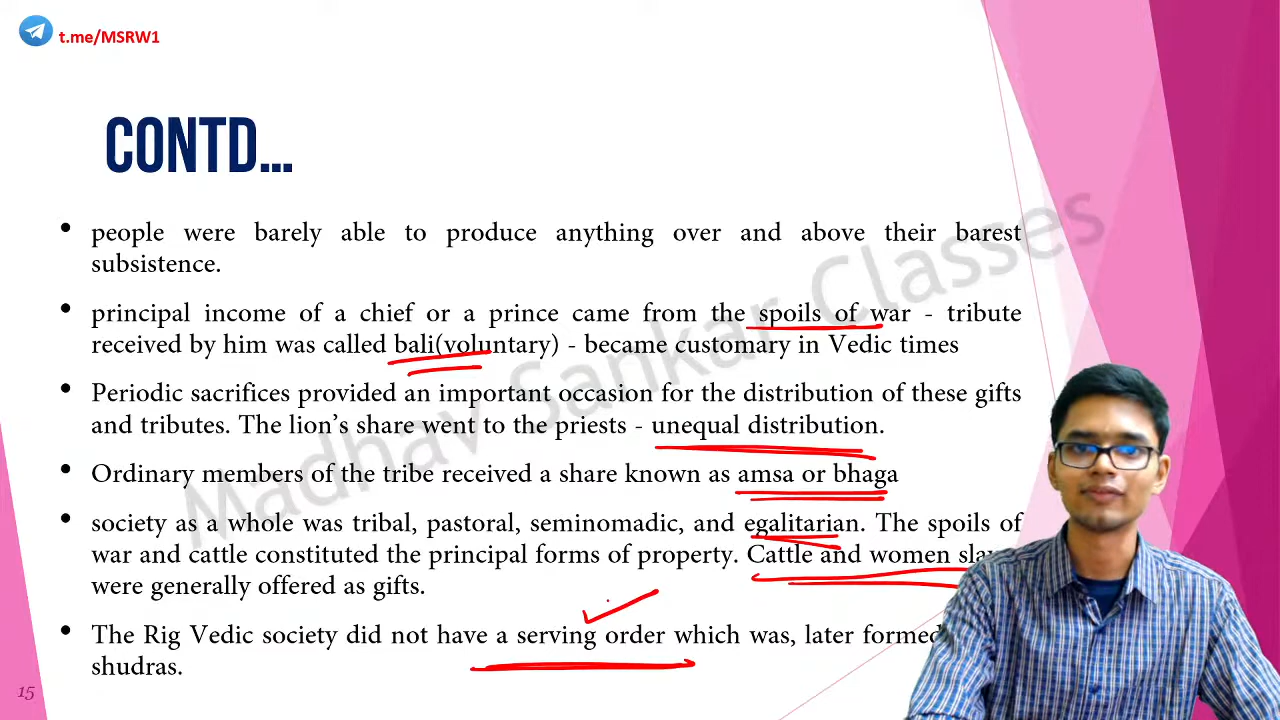 t.me/MSRW1
CONTD...
• people were barely able to produce anything over and above their barest
subsistence.
• principal income of a chief or a prince came from the spoils of war - tribute
received by him was called bali(voluntary) - became customary in Vedic times
• Periodic sacrifices provided an important occasion for the distribution of these gifts
and tributes. The lion's share went to the priests - unequal distribution.
• Ordinary members of the tribe received a share known as amsa or bhaga
• society as a whole was tribal, pastoral, seminomadic, and egalitarian. The spoils of
war and cattle constituted the principal forms of property. Cattle and women
were generally offered as gifts.
• The Rig Vedic society did not have a serving order which was, later formed
shudras.
Madhav Sankar Classes
15